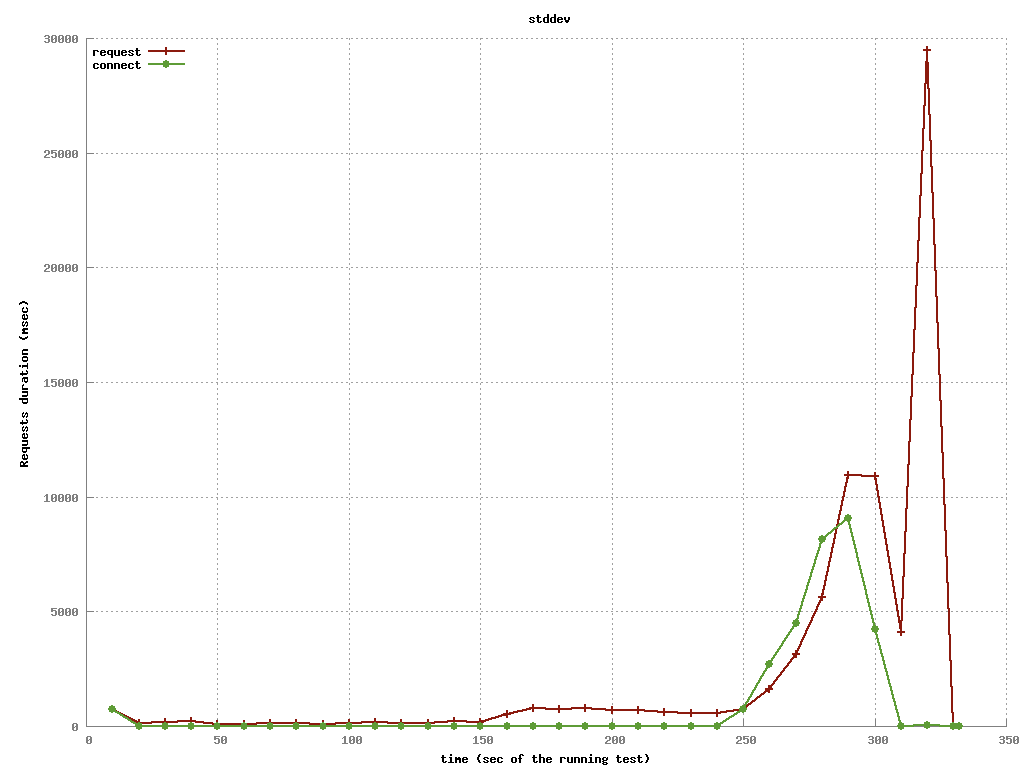 stddev
30000
request
connect
25000
20000
15000
10000
5000
0
Requests duration (msec)
0 50 100 150 200 250 300 350
time (sec of the running test)